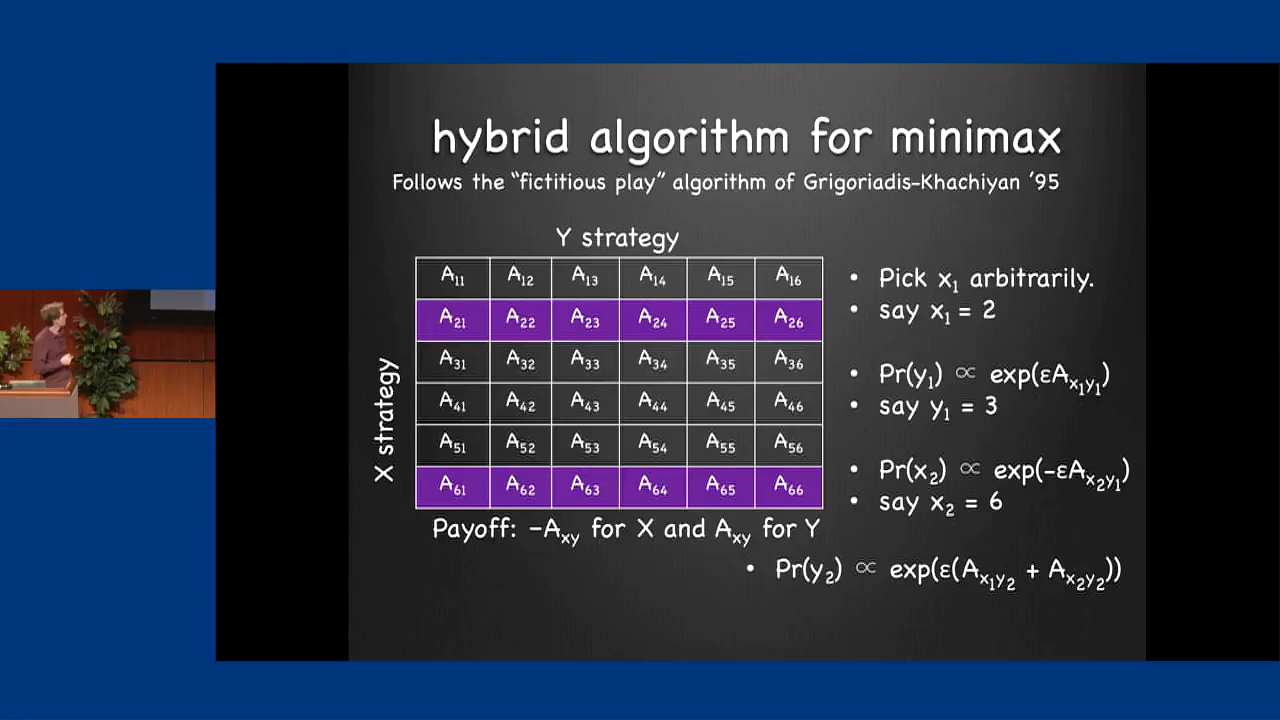 hybrid algorithm for minimax
Follows the “fictitious play” algorithm of Grigoriadis-Khachiyan ’95
Y strategy
X strategy
A₁₁ A₁₂ A₁₃ A₁₄ A₁₅ A₁₆
A₂₁ A₂₂ A₂₃ A₂₄ A₂₅ A₂₆
A₃₁ A₃₂ A₃₃ A₃₄ A₃₅ A₃₆
A₄₁ A₄₂ A₄₃ A₄₄ A₄₅ A₄₆
A₅₁ A₅₂ A₅₃ A₅₄ A₅₅ A₅₆
A₆₁ A₆₂ A₆₃ A₆₄ A₆₅ A₆₆
Payoff: -Axy for X and Axy for Y
• Pick x₁ arbitrarily.
• say x₁ = 2
• Pr(y₁) ∝ exp(εAx₁y₁)
• say y₁ = 3
• Pr(x₂) ∝ exp(-εAx₂y₁)
• say x₂ = 6
• Pr(y₂) ∝ exp(ε(Ax₁y₂ + Ax₂y₂))